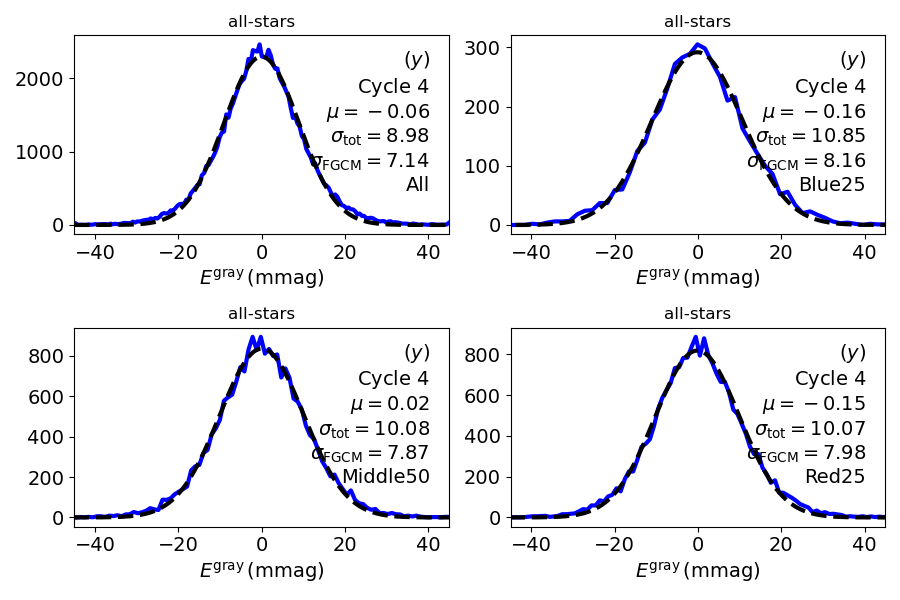 all-stars
(y)
Cycle 4
μ = −0.06
σtot = 8.98
σFGCM = 7.14
All
2000
1000
0
−40 −20 0 20 40
Egray (mmag)
all-stars
(y)
Cycle 4
μ = −0.16
σtot = 10.85
σFGCM = 8.16
Blue25
300
200
100
0
−40 −20 0 20 40
Egray (mmag)
all-stars
(y)
Cycle 4
μ = 0.02
σtot = 10.08
σFGCM = 7.87
Middle50
800
600
400
200
0
−40 −20 0 20 40
Egray (mmag)
all-stars
(y)
Cycle 4
μ = −0.15
σtot = 10.07
σFGCM = 7.98
Red25
800
600
400
200
0
−40 −20 0 20 40
Egray (mmag)